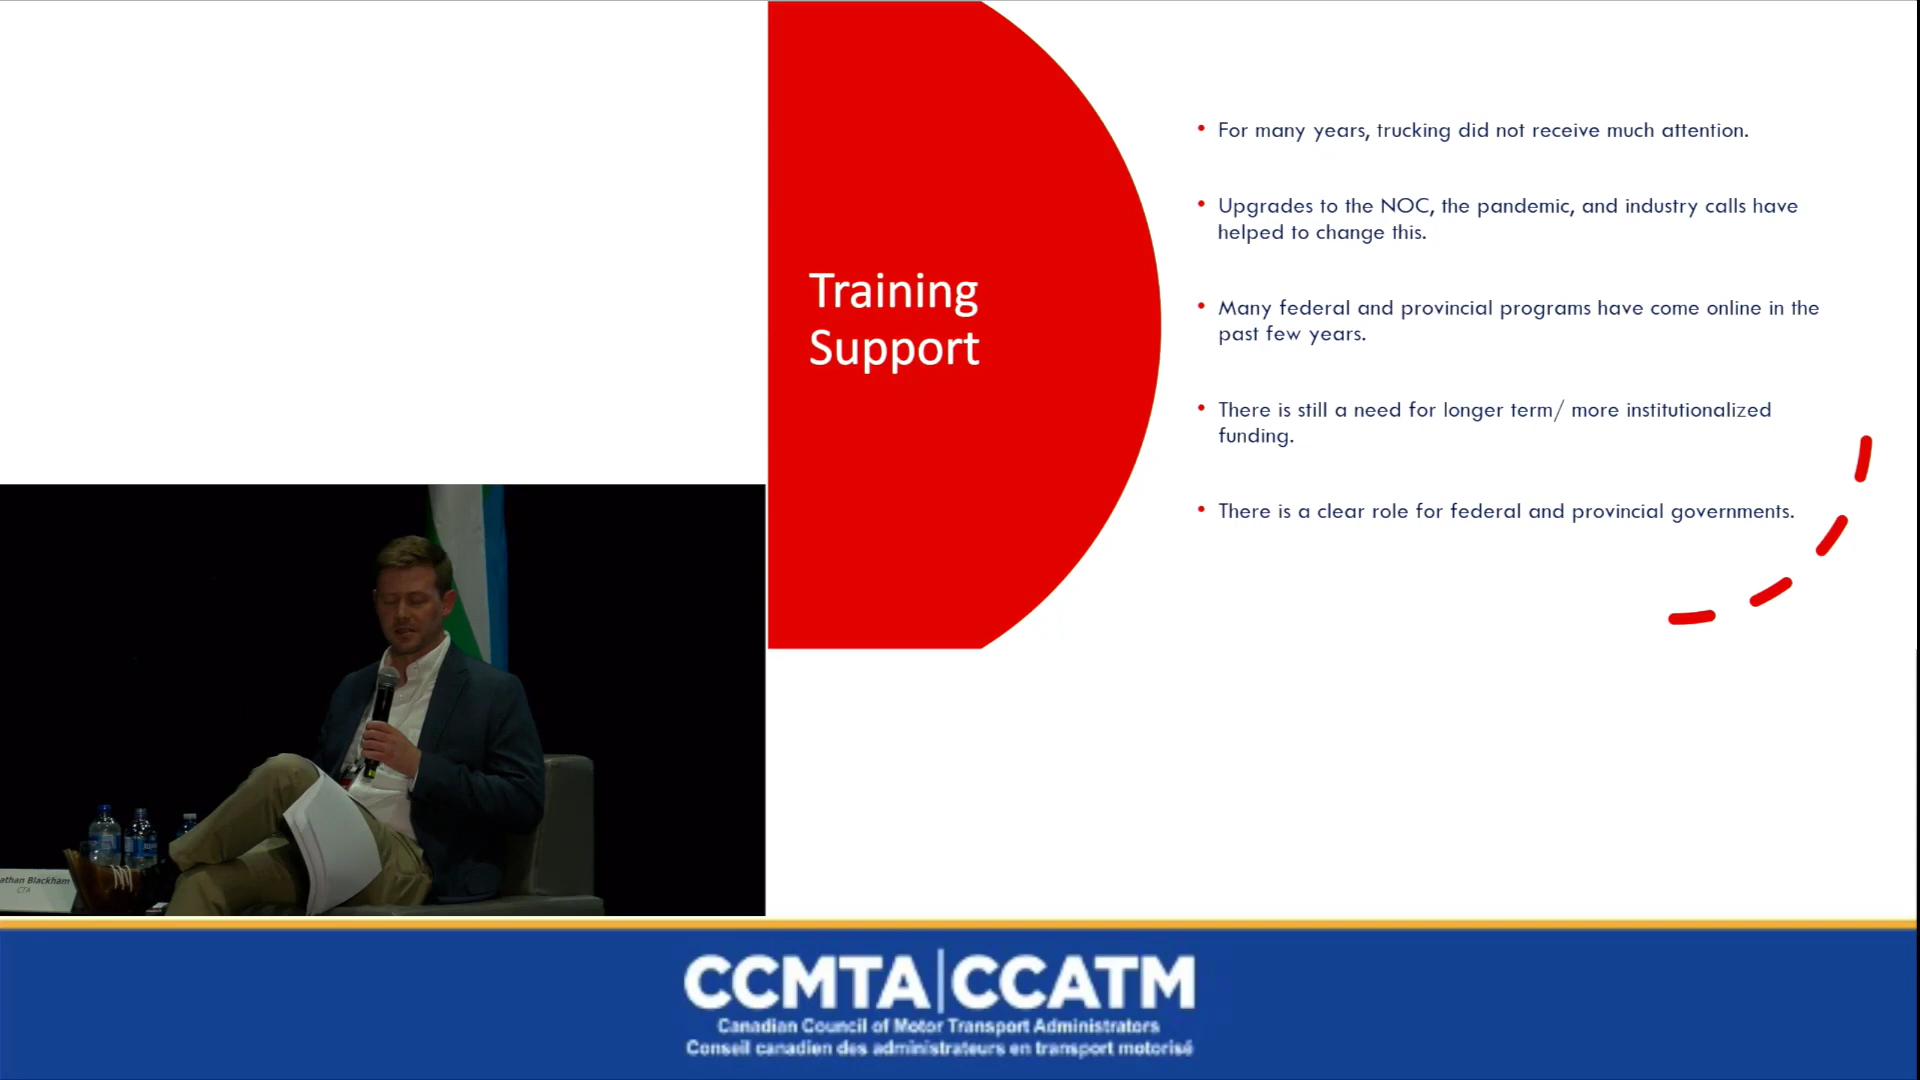 Training
Support
• For many years, trucking did not receive much attention.
• Upgrades to the NOC, the pandemic, and industry calls have
helped to change this.
• Many federal and provincial programs have come online in the
past few years.
• There is still a need for longer term/ more institutionalized
funding.
• There is a clear role for federal and provincial governments.
athan Blackham
CTA
CCMTA|CCATM
Canadian Council of Motor Transport Administrators
Conseil canadien des administrateurs en transport motorisé